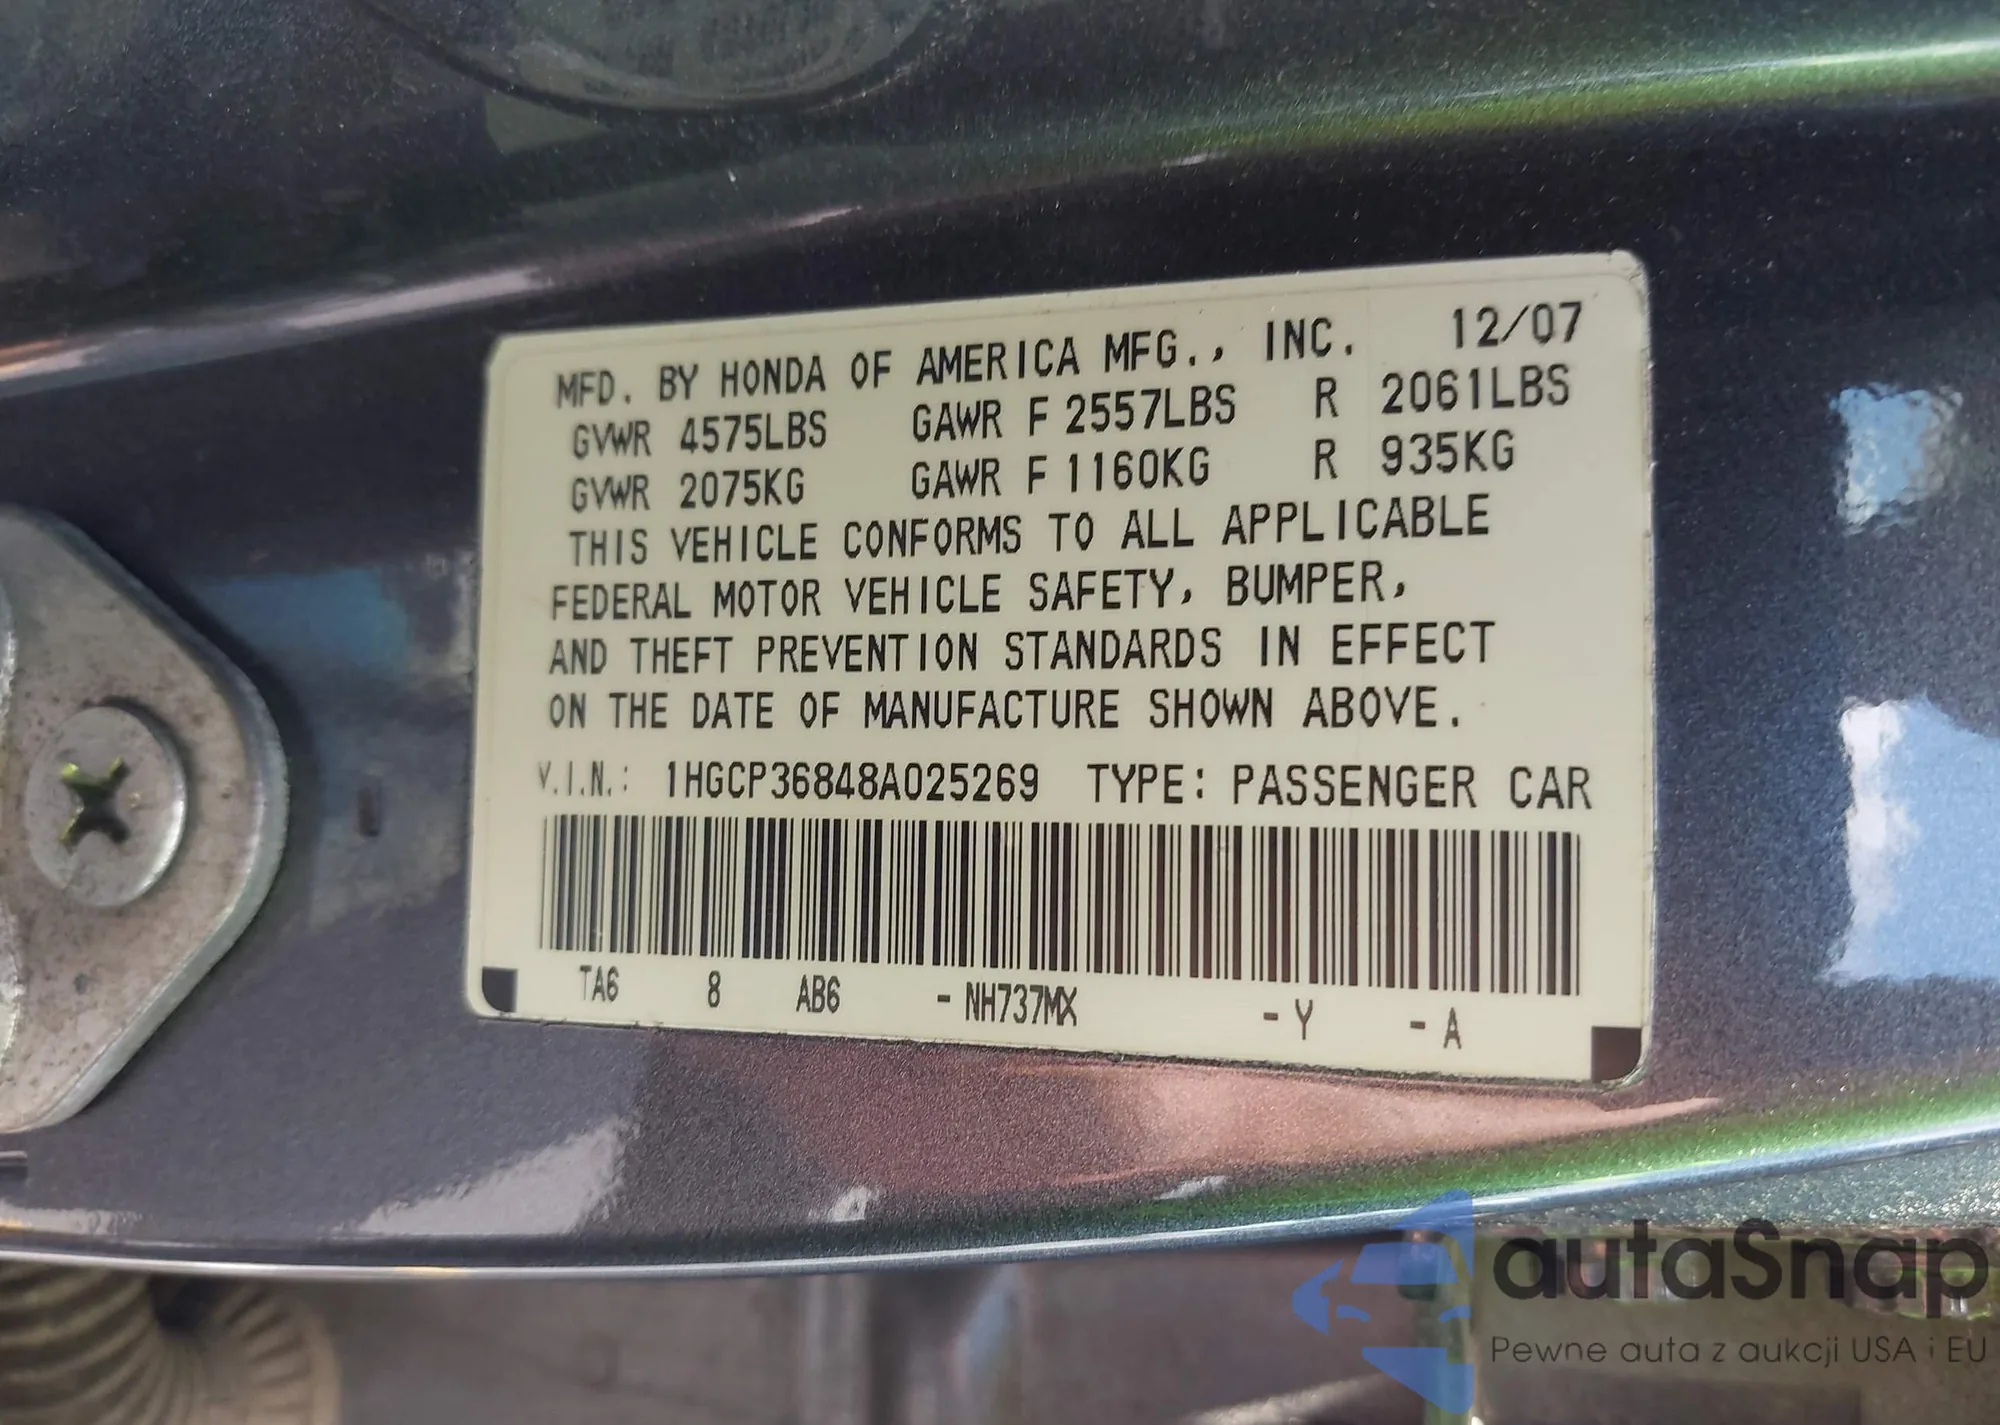 MFD. BY HONDA OF AMERICA MFG., INC. 12/07
GVWR 4575LBS GAWR F 2557LBS R 2061LBS
GVWR 2075KG GAWR F 1160KG R 935KG
THIS VEHICLE CONFORMS TO ALL APPLICABLE
FEDERAL MOTOR VEHICLE SAFETY, BUMPER,
AND THEFT PREVENTION STANDARDS IN EFFECT
ON THE DATE OF MANUFACTURE SHOWN ABOVE.
V.I.N.: 1HGCP36848A025269 TYPE: PASSENGER CAR
TA6 8 AB6 - NH737MX - Y - A
autaSnap
Pewne auta z aukcji USA i EU